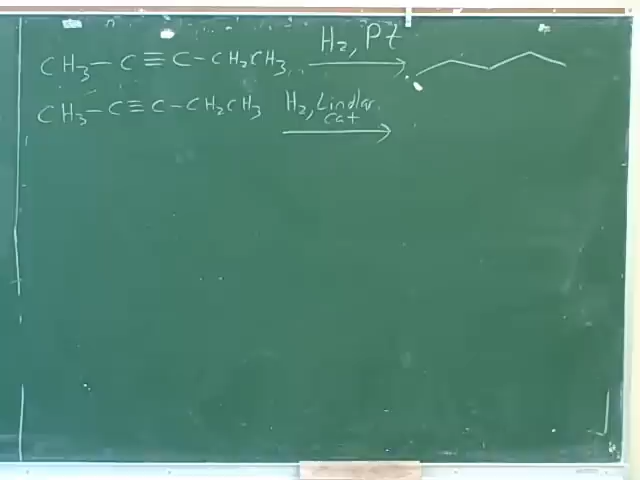 CH₃—C≡C—CH₂CH₃ H₂, Pt
CH₃—C≡C—CH₂CH₃ H₂, Lindlar cat